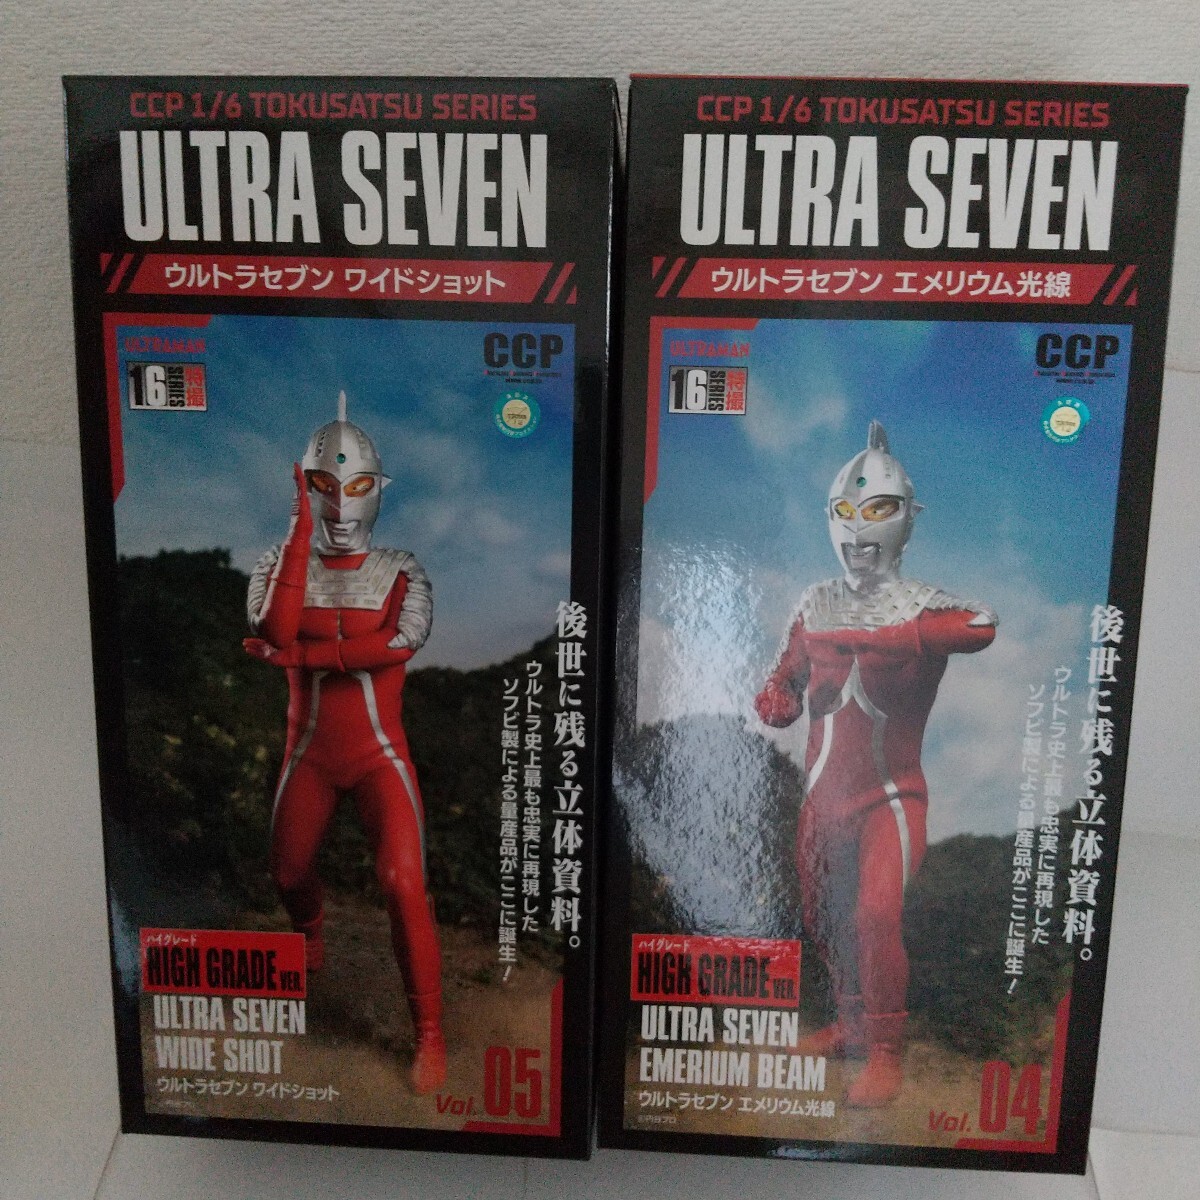 CCP 1/6 TOKUSATSU SERIES
ULTRA SEVEN
ウルトラセブン ワイドショット
ULTRAMAN
1/6 SERIES 特撮
CCP
後世に残る立体資料。
ウルトラ史上最も忠実に再現した
ソフビ製による量産品がここに誕生!
ハイグレード
HIGH GRADE VER.
ULTRA SEVEN
WIDE SHOT
ウルトラセブン ワイドショット
Vol. 05
CCP 1/6 TOKUSATSU SERIES
ULTRA SEVEN
ウルトラセブン エメリウム光線
ULTRAMAN
1/6 SERIES 特撮
CCP
後世に残る立体資料。
ウルトラ史上最も忠実に再現した
ソフビ製による量産品がここに誕生!
ハイグレード
HIGH GRADE VER.
ULTRA SEVEN
EMERIUM BEAM
ウルトラセブン エメリウム光線
©円谷プロ
Vol. 04